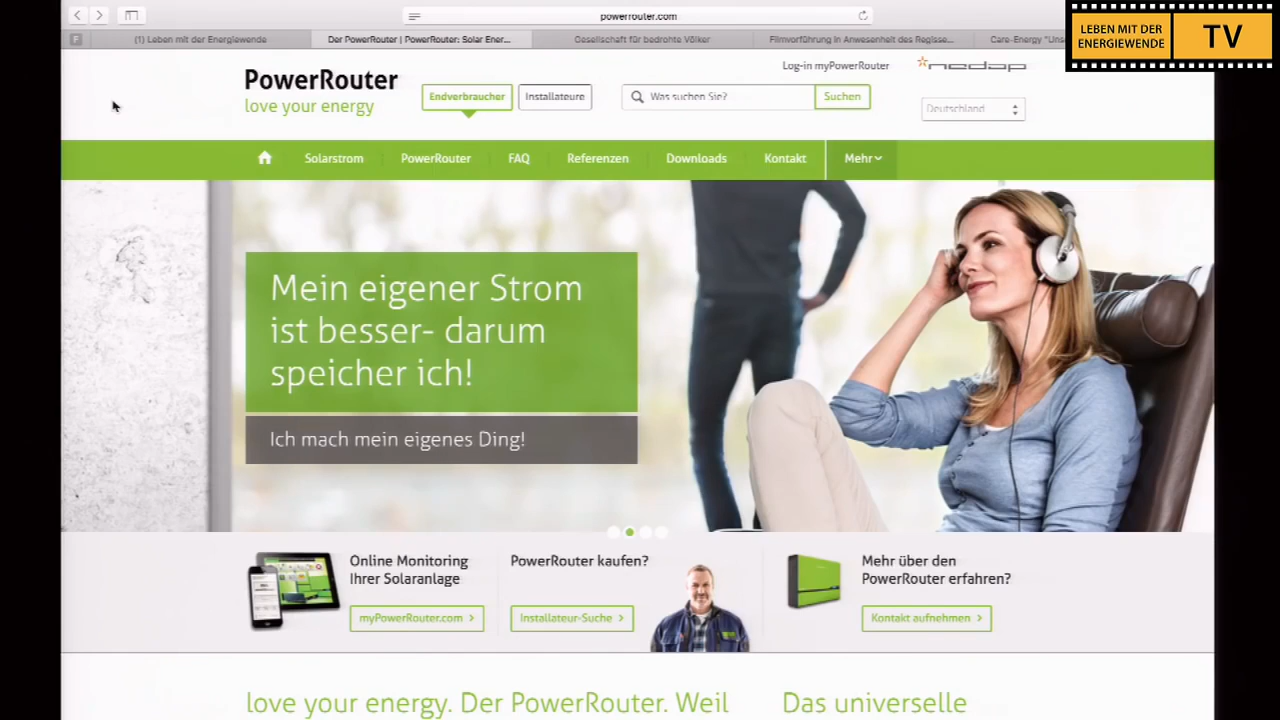 powerrouter.com
LEBEN MIT DER
ENERGIEWENDE
TV
F
(1) Leben mit der Energiewende
Der PowerRouter | PowerRouter: Solar Ener...
Gesellschaft für bedrohte Völker
Filmvorführung in Anwesenheit des Regisse...
Care-Energy "Uns
Log-in myPowerRouter
nedap
PowerRouter
love your energy
Endverbraucher
Installateure
Was suchen Sie?
Suchen
Deutschland
Solarstrom
PowerRouter
FAQ
Referenzen
Downloads
Kontakt
Mehr
Mein eigener Strom
ist besser- darum
speicher ich!
Ich mach mein eigenes Ding!
Online Monitoring
Ihrer Solaranlage
myPowerRouter.com
PowerRouter kaufen?
Installateur-Suche
Mehr über den
PowerRouter erfahren?
Kontakt aufnehmen
love your energy. Der PowerRouter. Weil
Das universelle